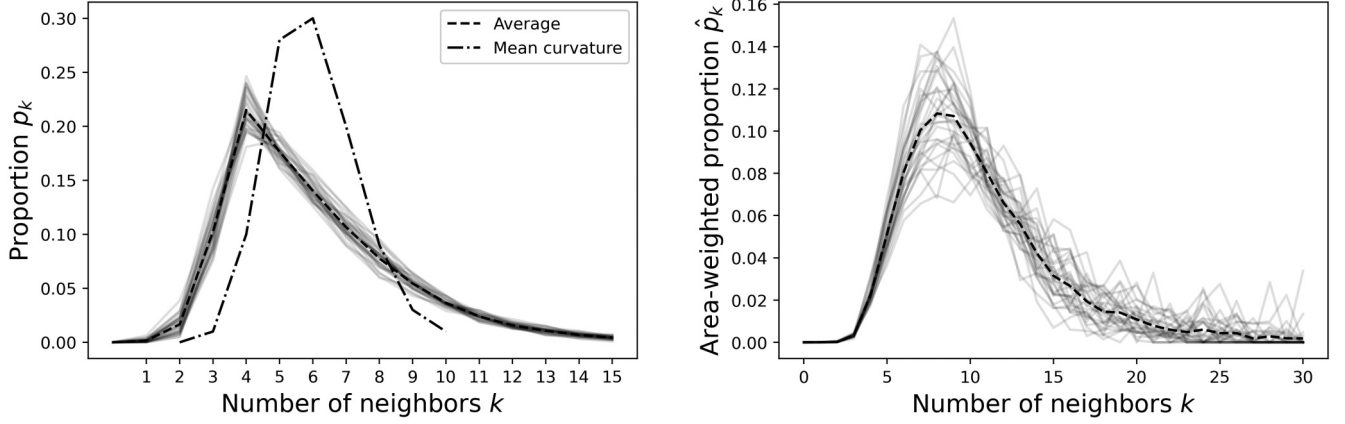 0.30
0.25
0.20
0.15
0.10
0.05
0.00
Proportion p_k
Average
Mean curvature
1 2 3 4 5 6 7 8 9 10 11 12 13 14 15
Number of neighbors k
0.16
0.14
0.12
0.10
0.08
0.06
0.04
0.02
0.00
Area-weighted proportion p̂_k
0 5 10 15 20 25 30
Number of neighbors k